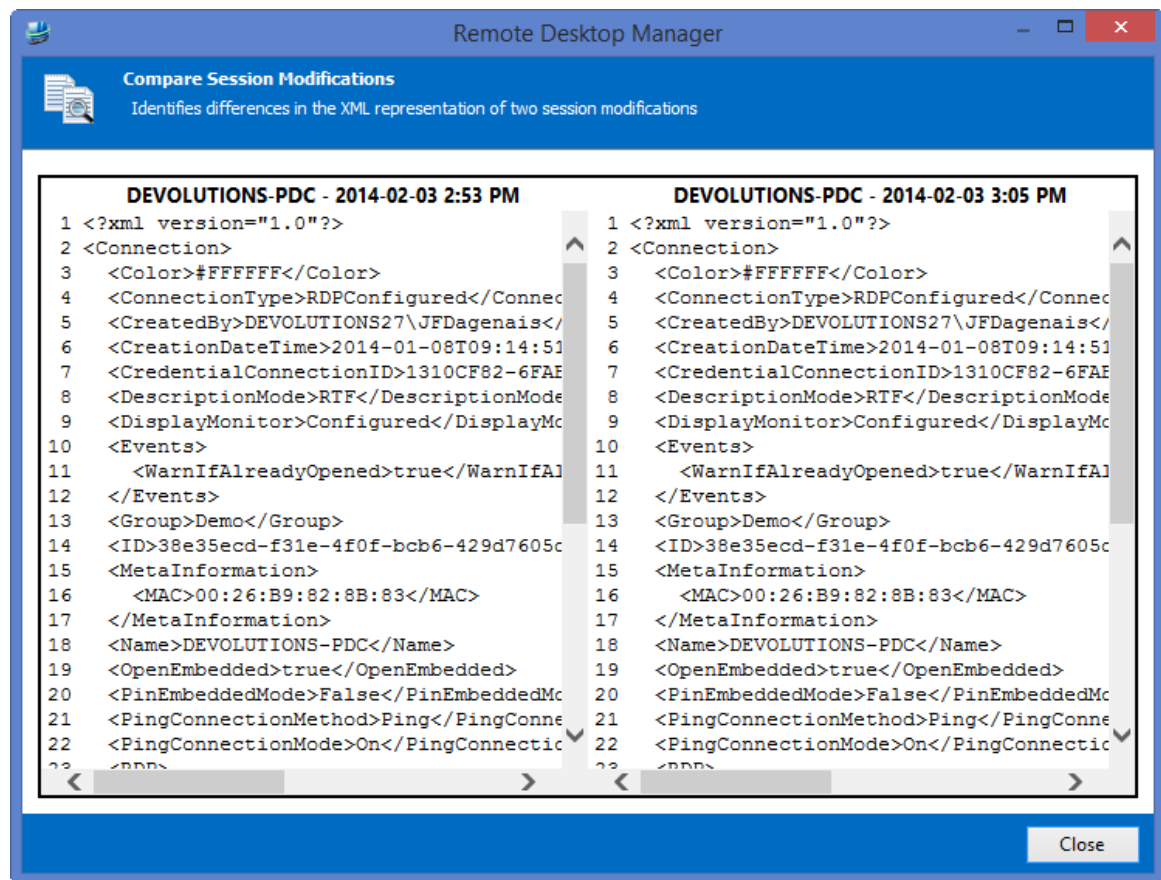 Remote Desktop Manager
Compare Session Modifications
Identifies differences in the XML representation of two session modifications
DEVOLUTIONS-PDC - 2014-02-03 2:53 PM
1 <?xml version="1.0"?>
2 <Connection>
3 <Color>#FFFFFF</Color>
4 <ConnectionType>RDPConfigured</Connec
5 <CreatedBy>DEVOLUTIONS27\JFDagenais</
6 <CreationDateTime>2014-01-08T09:14:51
7 <CredentialConnectionID>1310CF82-6FAE
8 <DescriptionMode>RTF</DescriptionMode
9 <DisplayMonitor>Configured</DisplayMo
10 <Events>
11 <WarnIfAlreadyOpened>true</WarnIfAl
12 </Events>
13 <Group>Demo</Group>
14 <ID>38e35ecd-f31e-4f0f-bcb6-429d7605c
15 <MetaInformation>
16 <MAC>00:26:B9:82:8B:83</MAC>
17 </MetaInformation>
18 <Name>DEVOLUTIONS-PDC</Name>
19 <OpenEmbedded>true</OpenEmbedded>
20 <PinEmbeddedMode>False</PinEmbeddedMo
21 <PingConnectionMethod>Ping</PingConne
22 <PingConnectionMode>On</PingConnectio
23 <RDP>
DEVOLUTIONS-PDC - 2014-02-03 3:05 PM
1 <?xml version="1.0"?>
2 <Connection>
3 <Color>#FFFFFF</Color>
4 <ConnectionType>RDPConfigured</Connec
5 <CreatedBy>DEVOLUTIONS27\JFDagenais</
6 <CreationDateTime>2014-01-08T09:14:51
7 <CredentialConnectionID>1310CF82-6FAE
8 <DescriptionMode>RTF</DescriptionMode
9 <DisplayMonitor>Configured</DisplayMo
10 <Events>
11 <WarnIfAlreadyOpened>true</WarnIfAl
12 </Events>
13 <Group>Demo</Group>
14 <ID>38e35ecd-f31e-4f0f-bcb6-429d7605c
15 <MetaInformation>
16 <MAC>00:26:B9:82:8B:83</MAC>
17 </MetaInformation>
18 <Name>DEVOLUTIONS-PDC</Name>
19 <OpenEmbedded>true</OpenEmbedded>
20 <PinEmbeddedMode>False</PinEmbeddedMo
21 <PingConnectionMethod>Ping</PingConne
22 <PingConnectionMode>On</PingConnectio
23 <RDP>
Close